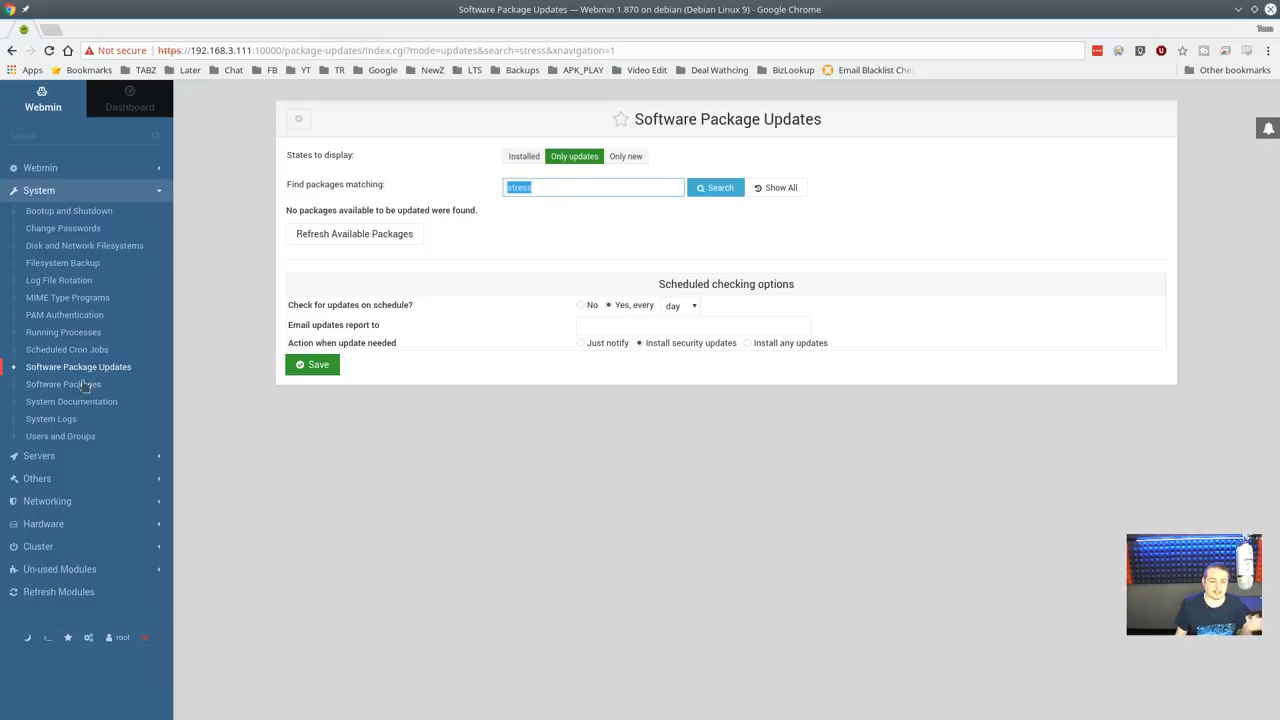 Software Package Updates — Webmin 1.870 on debian (Debian Linux 9) - Google Chrome
Tom
Not secure https://192.168.3.111:10000/package-updates/index.cgi?mode=updates&search=stress&xnavigation=1
Apps Bookmarks TABZ Later Chat FB YT TR Google NewZ LTS Backups APK_PLAY Video Edit Deal Wathcing BizLookup Email Blacklist Che Other bookmarks
Webmin Dashboard
Search
Webmin
System
Bootup and Shutdown
Change Passwords
Disk and Network Filesystems
Filesystem Backup
Log File Rotation
MIME Type Programs
PAM Authentication
Running Processes
Scheduled Cron Jobs
Software Package Updates
Software Packages
System Documentation
System Logs
Users and Groups
Servers
Others
Networking
Hardware
Cluster
Un-used Modules
Refresh Modules
root
Software Package Updates
States to display: Installed Only updates Only new
Find packages matching: stress Search Show All
No packages available to be updated were found.
Refresh Available Packages
Scheduled checking options
Check for updates on schedule? No Yes, every day
Email updates report to
Action when update needed Just notify Install security updates Install any updates
Save